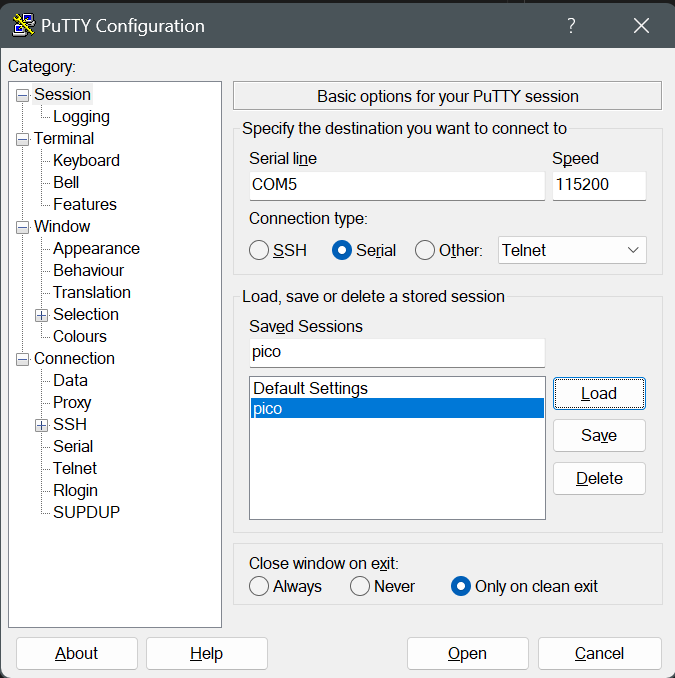 PuTTY Configuration
?
Category:
Session
Logging
Terminal
Keyboard
Bell
Features
Window
Appearance
Behaviour
Translation
Selection
Colours
Connection
Data
Proxy
SSH
Serial
Telnet
Rlogin
SUPDUP
Basic options for your PuTTY session
Specify the destination you want to connect to
Serial line Speed
COM5 115200
Connection type:
SSH Serial Other: Telnet
Load, save or delete a stored session
Saved Sessions
pico
Default Settings
pico
Load
Save
Delete
Close window on exit:
Always Never Only on clean exit
About Help Open Cancel